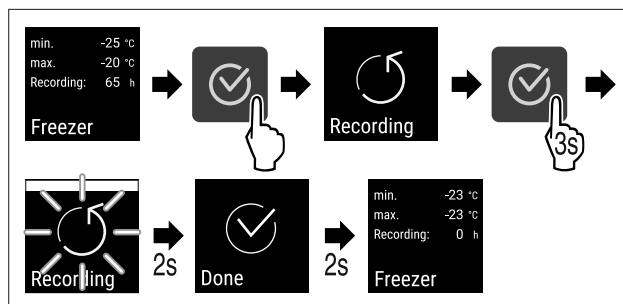 min. -25 °C
max. -20 °C
Recording: 65 h
Freezer
Recording
3s
Recording
2s
Done
2s
min. -23 °C
max. -23 °C
Recording: 0 h
Freezer